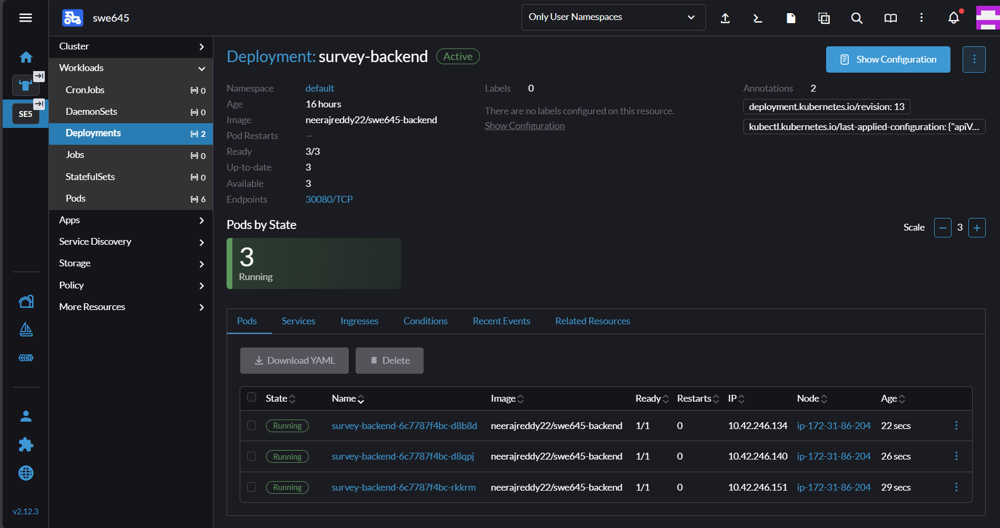 swe645
Only User Namespaces
SE5
v2.12.3
Cluster
Workloads
CronJobs 0
DaemonSets 0
Deployments 2
Jobs 0
StatefulSets 0
Pods 6
Apps
Service Discovery
Storage
Policy
More Resources
Deployment: survey-backend Active
Show Configuration
Namespace default
Age 16 hours
Image neerajreddy22/swe645-backend
Pod Restarts —
Ready 3/3
Up-to-date 3
Available 3
Endpoints 30080/TCP
Labels 0
There are no labels configured on this resource.
Show Configuration
Annotations 2
deployment.kubernetes.io/revision: 13
kubectl.kubernetes.io/last-applied-configuration: {"apiV...
Pods by State
Scale − 3 +
3
Running
Pods Services Ingresses Conditions Recent Events Related Resources
Download YAML Delete
State Name Image Ready Restarts IP Node Age
Running survey-backend-6c7787f4bc-d8b8d neerajreddy22/swe645-backend 1/1 0 10.42.246.134 ip-172-31-86-204 22 secs
Running survey-backend-6c7787f4bc-d8qpj neerajreddy22/swe645-backend 1/1 0 10.42.246.140 ip-172-31-86-204 26 secs
Running survey-backend-6c7787f4bc-rkkrm neerajreddy22/swe645-backend 1/1 0 10.42.246.151 ip-172-31-86-204 29 secs